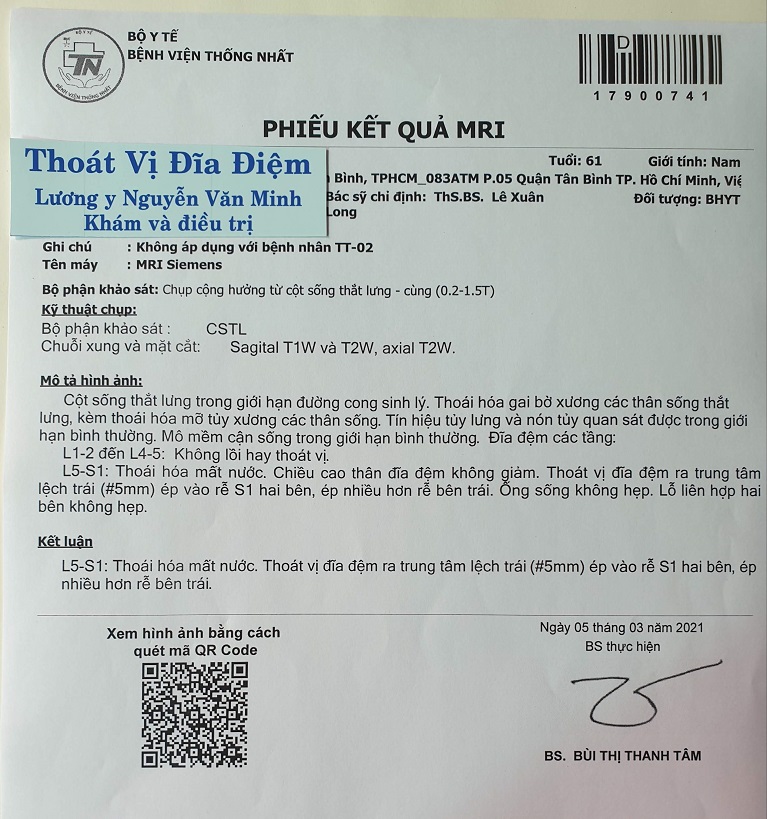 BỘ Y TẾ
BỆNH VIỆN THỐNG NHẤT
BỘ Y TẾ
TN
BỆNH VIỆN THỐNG NHẤT
D
17900741
PHIẾU KẾT QUẢ MRI
Thoát Vị Đĩa Điệm
Lương y Nguyễn Văn Minh
Khám và điều trị
Tuổi: 61 Giới tính: Nam
Bình, TPHCM_083ATM P.05 Quận Tân Bình TP. Hồ Chí Minh, Việ
Bác sỹ chỉ định: ThS.BS. Lê Xuân Đối tượng: BHYT
Long
Ghi chú : Không áp dụng với bệnh nhân TT-02
Tên máy : MRI Siemens
Bộ phận khảo sát: Chụp cộng hưởng từ cột sống thắt lưng - cùng (0.2-1.5T)
Kỹ thuật chụp:
Bộ phận khảo sát : CSTL
Chuỗi xung và mặt cắt: Sagital T1W và T2W, axial T2W.
Mô tả hình ảnh:
Cột sống thắt lưng trong giới hạn đường cong sinh lý. Thoái hóa gai bờ xương các thân sống thắt
lưng, kèm thoái hóa mỡ tủy xương các thân sống. Tín hiệu tủy lưng và nón tủy quan sát được trong giới
hạn bình thường. Mô mềm cận sống trong giới hạn bình thường. Đĩa đệm các tầng:
L1-2 đến L4-5: Không lồi hay thoát vị.
L5-S1: Thoái hóa mất nước. Chiều cao thân đĩa đệm không giảm. Thoát vị đĩa đệm ra trung tâm
lệch trái (#5mm) ép vào rễ S1 hai bên, ép nhiều hơn rễ bên trái. Ống sống không hẹp. Lỗ liên hợp hai
bên không hẹp.
Kết luận
L5-S1: Thoái hóa mất nước. Thoát vị đĩa đệm ra trung tâm lệch trái (#5mm) ép vào rễ S1 hai bên, ép
nhiều hơn rễ bên trái.
Xem hình ảnh bằng cách
quét mã QR Code
Ngày 05 tháng 03 năm 2021
BS thực hiện
BS. BÙI THỊ THANH TÂM